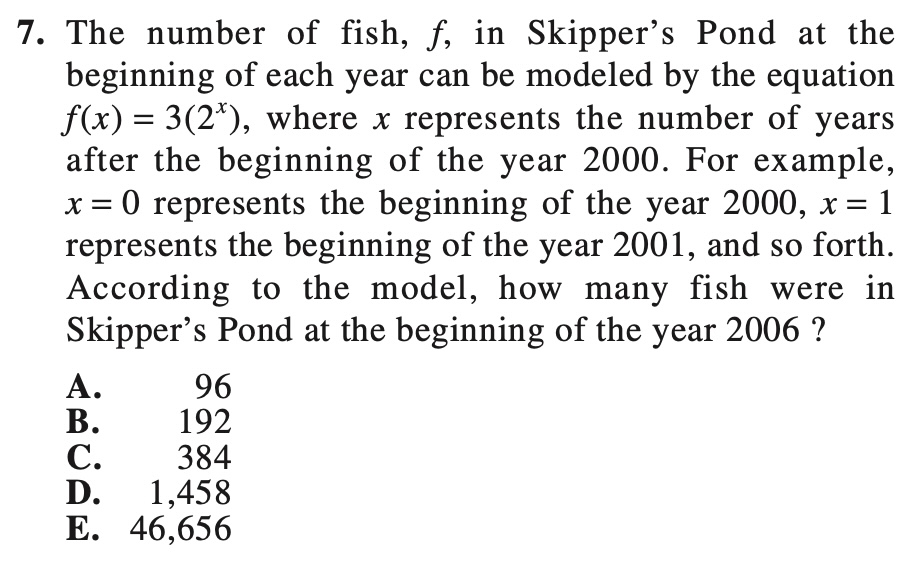 7. The number of fish, f, in Skipper’s Pond at the
beginning of each year can be modeled by the equation
f(x) = 3(2ˣ), where x represents the number of years
after the beginning of the year 2000. For example,
x = 0 represents the beginning of the year 2000, x = 1
represents the beginning of the year 2001, and so forth.
According to the model, how many fish were in
Skipper’s Pond at the beginning of the year 2006 ?
A. 96
B. 192
C. 384
D. 1,458
E. 46,656